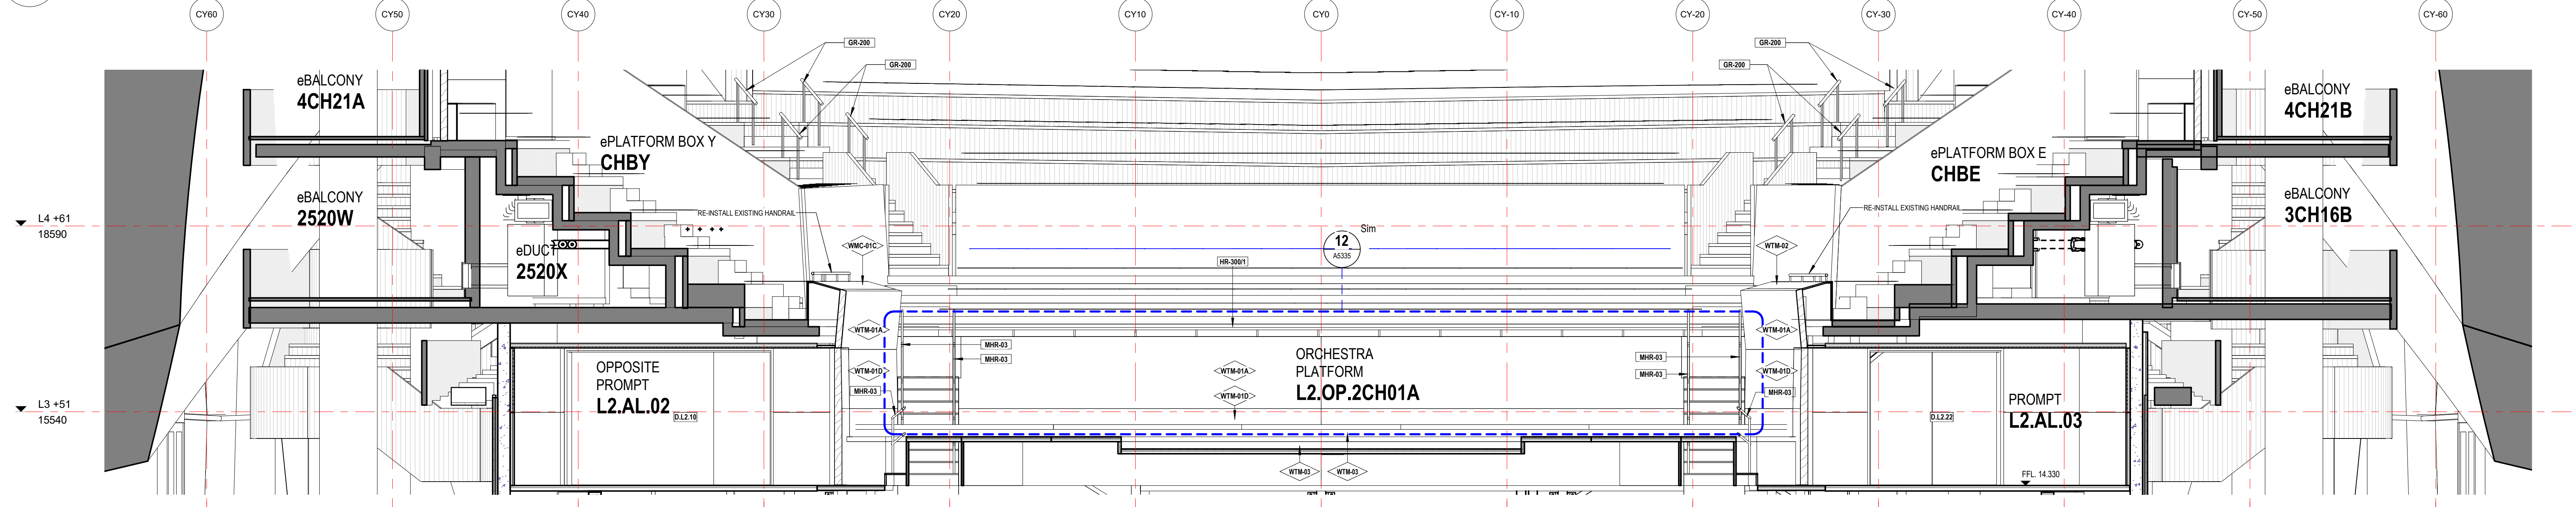 CY60
CY50
CY40
CY30
CY20
CY10
CY0
CY-10
CY-20
CY-30
CY-40
CY-50
CY-60
GR-200
GR-200
GR-200
GR-200
eBALCONY
4CH21A
ePLATFORM BOX Y
CHBY
ePLATFORM BOX E
CHBE
eBALCONY
4CH21B
eBALCONY
2520W
eBALCONY
3CH16B
L4 +61
18590
RE-INSTALL EXISTING HANDRAIL
RE-INSTALL EXISTING HANDRAIL
eDUCT
2520X
WMC-01C
HR-300/1
12
A5335
Sim
WTM-02
WTM-01A
WTM-01A
MHR-03
MHR-03
MHR-03
MHR-03
OPPOSITE
PROMPT
L2.AL.02
D.L2.10
WTM-01D
MHR-03
WTM-01A
WTM-01D
ORCHESTRA
PLATFORM
L2.OP.2CH01A
WTM-01D
MHR-03
D.L2.22
PROMPT
L2.AL.03
L3 +51
15540
WTM-03
WTM-03
FFL. 14.330